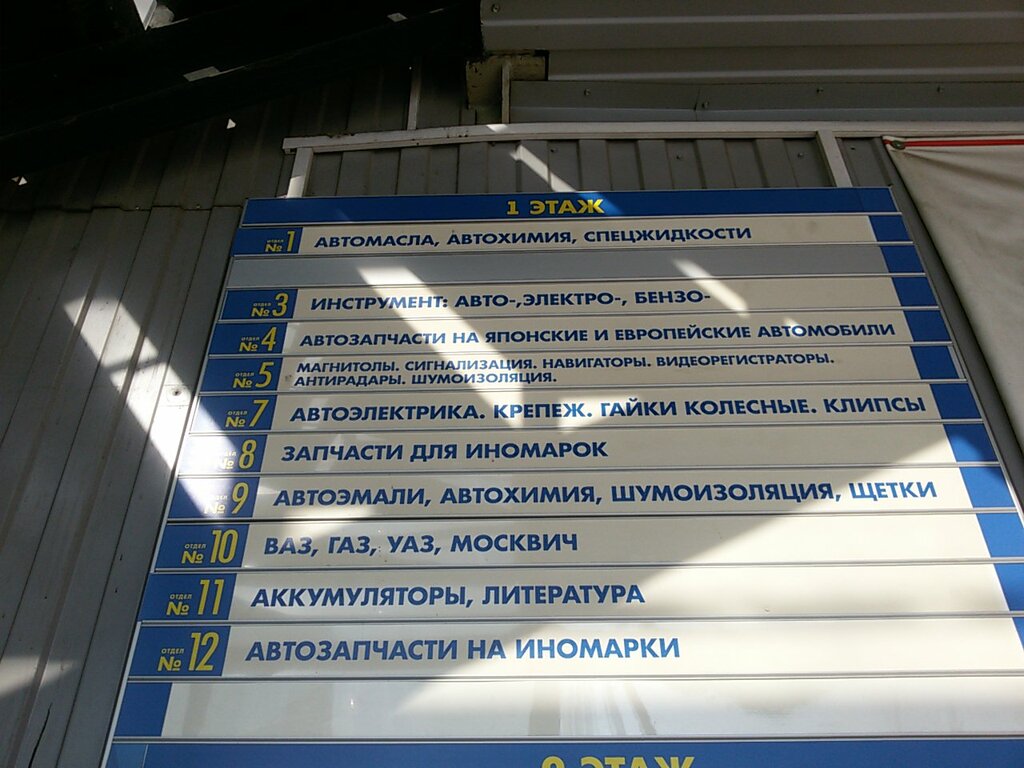 1 ЭТАЖ
ОТДЕЛ №1 АВТОМАСЛА, АВТОХИМИЯ, СПЕЦЖИДКОСТИ
ОТДЕЛ №3 ИНСТРУМЕНТ: АВТО-,ЭЛЕКТРО-, БЕНЗО-
ОТДЕЛ №4 АВТОЗАПЧАСТИ НА ЯПОНСКИЕ И ЕВРОПЕЙСКИЕ АВТОМОБИЛИ
ОТДЕЛ №5 МАГНИТОЛЫ. СИГНАЛИЗАЦИЯ. НАВИГАТОРЫ. ВИДЕОРЕГИСТРАТОРЫ.
АНТИРАДАРЫ. ШУМОИЗОЛЯЦИЯ.
ОТДЕЛ №7 АВТОЭЛЕКТРИКА. КРЕПЕЖ. ГАЙКИ КОЛЕСНЫЕ. КЛИПСЫ
ОТДЕЛ №8 ЗАПЧАСТИ ДЛЯ ИНОМАРОК
ОТДЕЛ №9 АВТОЭМАЛИ, АВТОХИМИЯ, ШУМОИЗОЛЯЦИЯ, ЩЕТКИ
ОТДЕЛ №10 ВАЗ, ГАЗ, УАЗ, МОСКВИЧ
ОТДЕЛ №11 АККУМУЛЯТОРЫ, ЛИТЕРАТУРА
ОТДЕЛ №12 АВТОЗАПЧАСТИ НА ИНОМАРКИ
2 ЭТАЖ